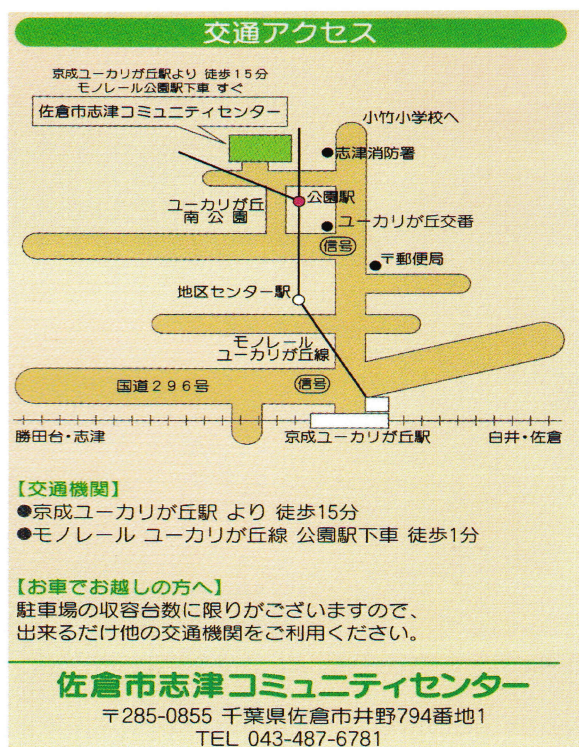 交通アクセス
京成ユーカリが丘駅より 徒歩15分
モノレール公園駅下車 すぐ
佐倉市志津コミュニティセンター
小竹小学校へ
志津消防署
公園駅
ユーカリが丘
南公園
ユーカリが丘交番
信号
〒郵便局
地区センター駅
モノレール
ユーカリが丘線
国道296号
信号
勝田台・志津
京成ユーカリが丘駅
白井・佐倉
【交通機関】
●京成ユーカリが丘駅 より 徒歩15分
●モノレール ユーカリが丘線 公園駅下車 徒歩1分
【お車でお越しの方へ】
駐車場の収容台数に限りがございますので、
出来るだけ他の交通機関をご利用ください。
佐倉市志津コミュニティセンター
〒285-0855 千葉県佐倉市井野794番地1
TEL 043-487-6781